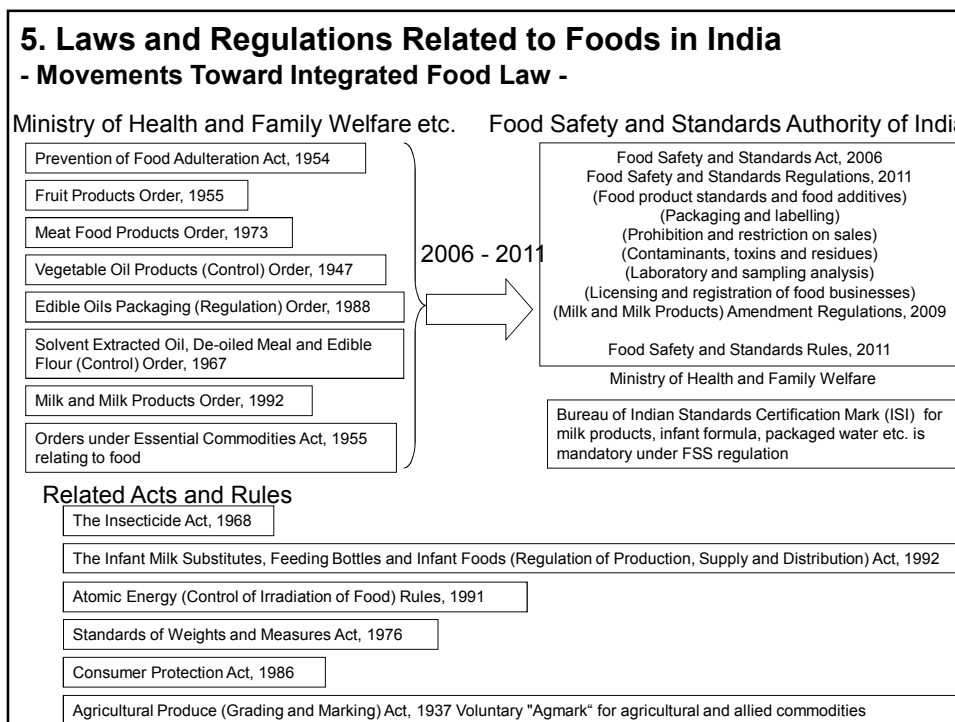 5. Laws and Regulations Related to Foods in India
- Movements Toward Integrated Food Law -
Ministry of Health and Family Welfare etc.
Prevention of Food Adulteration Act, 1954
Fruit Products Order, 1955
Meat Food Products Order, 1973
Vegetable Oil Products (Control) Order, 1947
Edible Oils Packaging (Regulation) Order, 1988
Solvent Extracted Oil, De-oiled Meal and Edible
Flour (Control) Order, 1967
Milk and Milk Products Order, 1992
Orders under Essential Commodities Act, 1955
relating to food
2006 - 2011
Food Safety and Standards Authority of India
Food Safety and Standards Act, 2006
Food Safety and Standards Regulations, 2011
(Food product standards and food additives)
(Packaging and labelling)
(Prohibition and restriction on sales)
(Contaminants, toxins and residues)
(Laboratory and sampling analysis)
(Licensing and registration of food businesses)
(Milk and Milk Products) Amendment Regulations, 2009
Food Safety and Standards Rules, 2011
Ministry of Health and Family Welfare
Bureau of Indian Standards Certification Mark (ISI) for
milk products, infant formula, packaged water etc. is
mandatory under FSS regulation
Related Acts and Rules
The Insecticide Act, 1968
The Infant Milk Substitutes, Feeding Bottles and Infant Foods (Regulation of Production, Supply and Distribution) Act, 1992
Atomic Energy (Control of Irradiation of Food) Rules, 1991
Standards of Weights and Measures Act, 1976
Consumer Protection Act, 1986
Agricultural Produce (Grading and Marking) Act, 1937 Voluntary "Agmark“ for agricultural and allied commodities